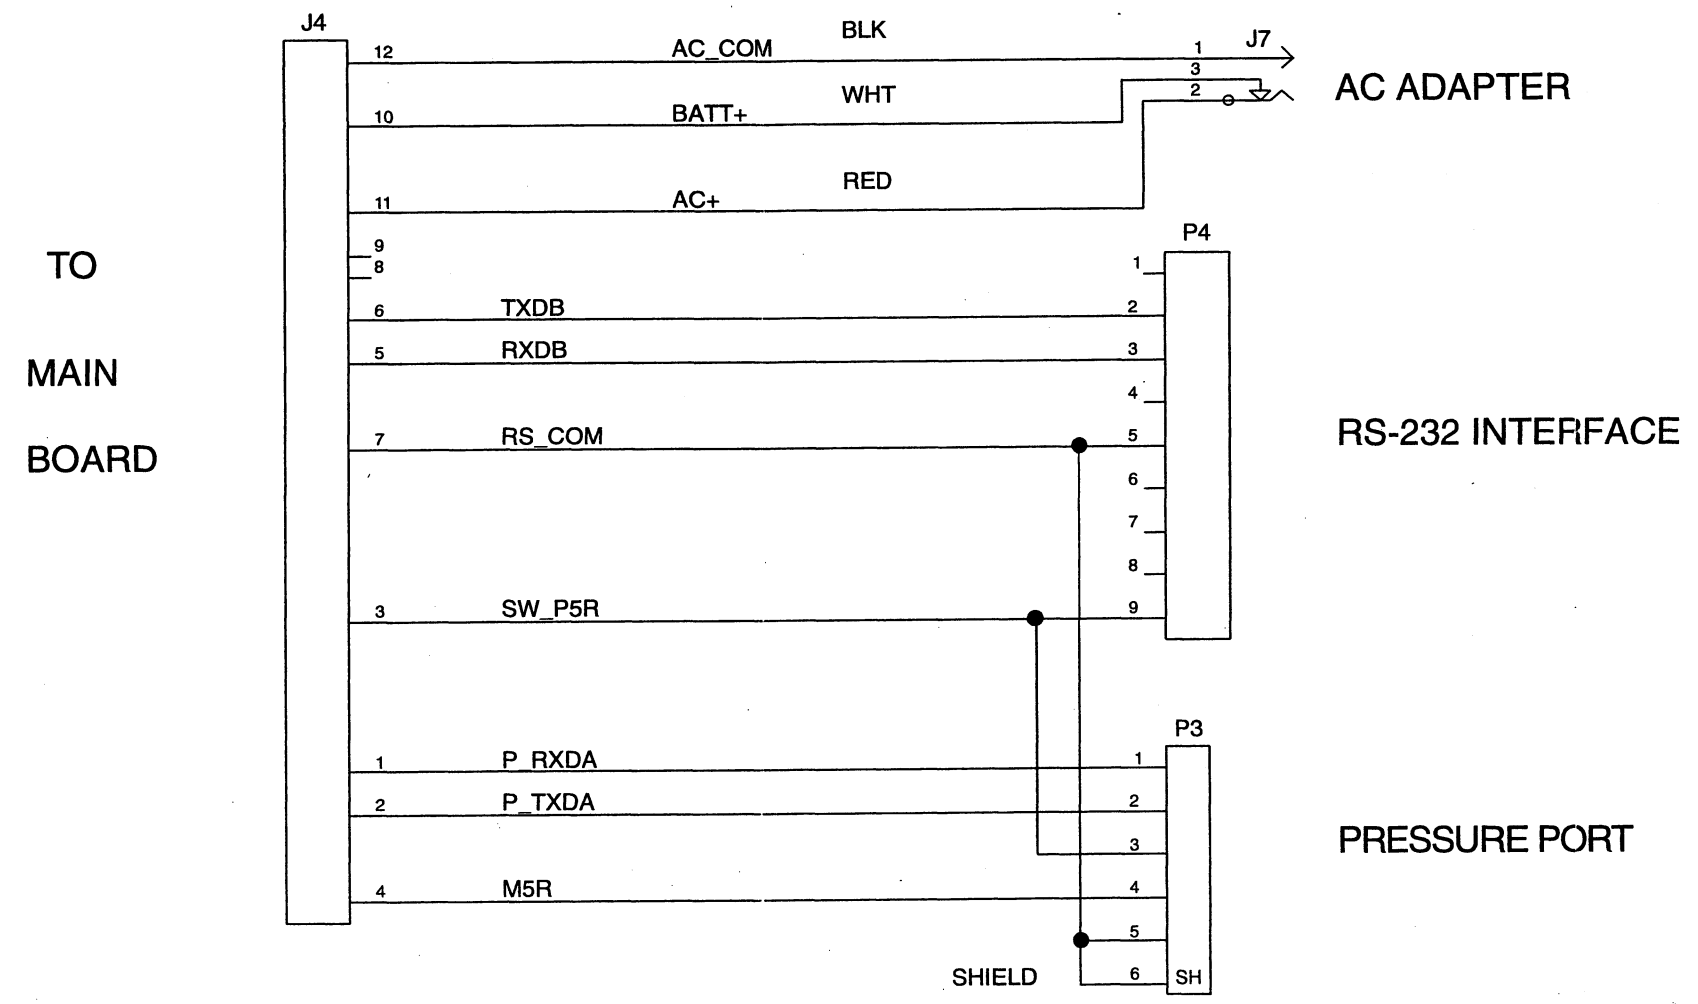 J4
BLK
12 AC_COM 1 J7
3
AC ADAPTER
WHT 2
10 BATT+
RED
11 AC+
P4
9
8
1
TO
6 TXDB 2
5 RXDB 3
MAIN
4
7 RS_COM 5
RS-232 INTERFACE
BOARD
6
7
8
3 SW_P5R 9
P3
1 P_RXDA 1
2 P_TXDA 2
PRESSURE PORT
3
4 M5R 4
5
SHIELD 6 SH